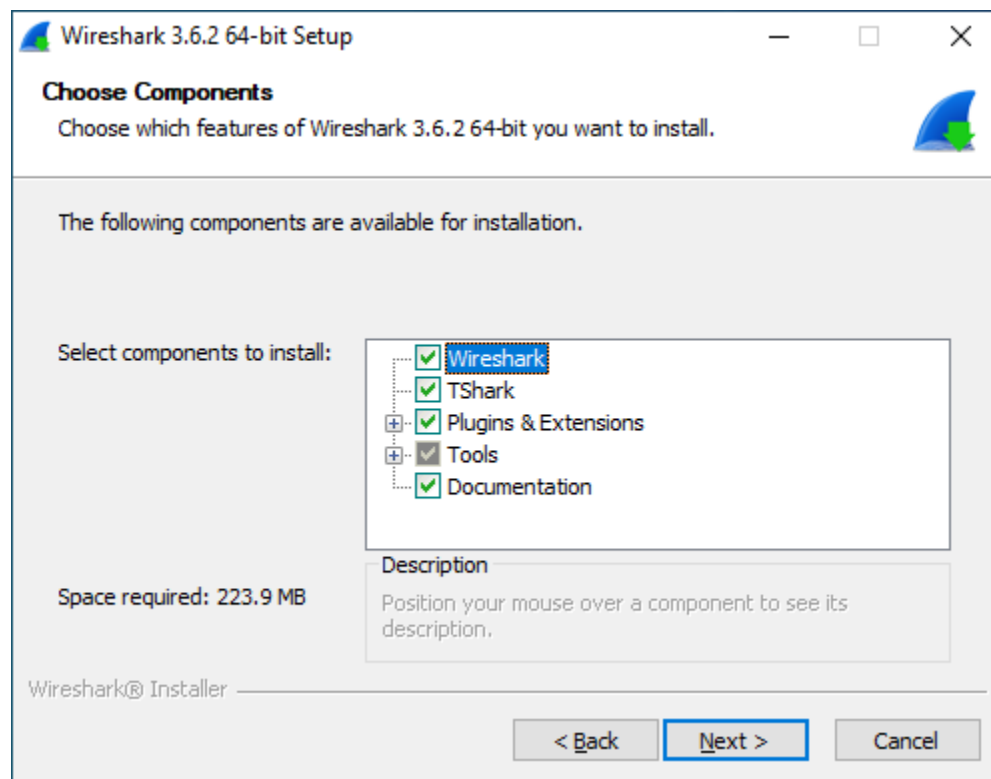 Wireshark 3.6.2 64-bit Setup
Choose Components
Choose which features of Wireshark 3.6.2 64-bit you want to install.
The following components are available for installation.
Select components to install:
Wireshark
TShark
Plugins & Extensions
Tools
Documentation
Space required: 223.9 MB
Description
Position your mouse over a component to see its
description.
Wireshark® Installer
< Back
Next >
Cancel